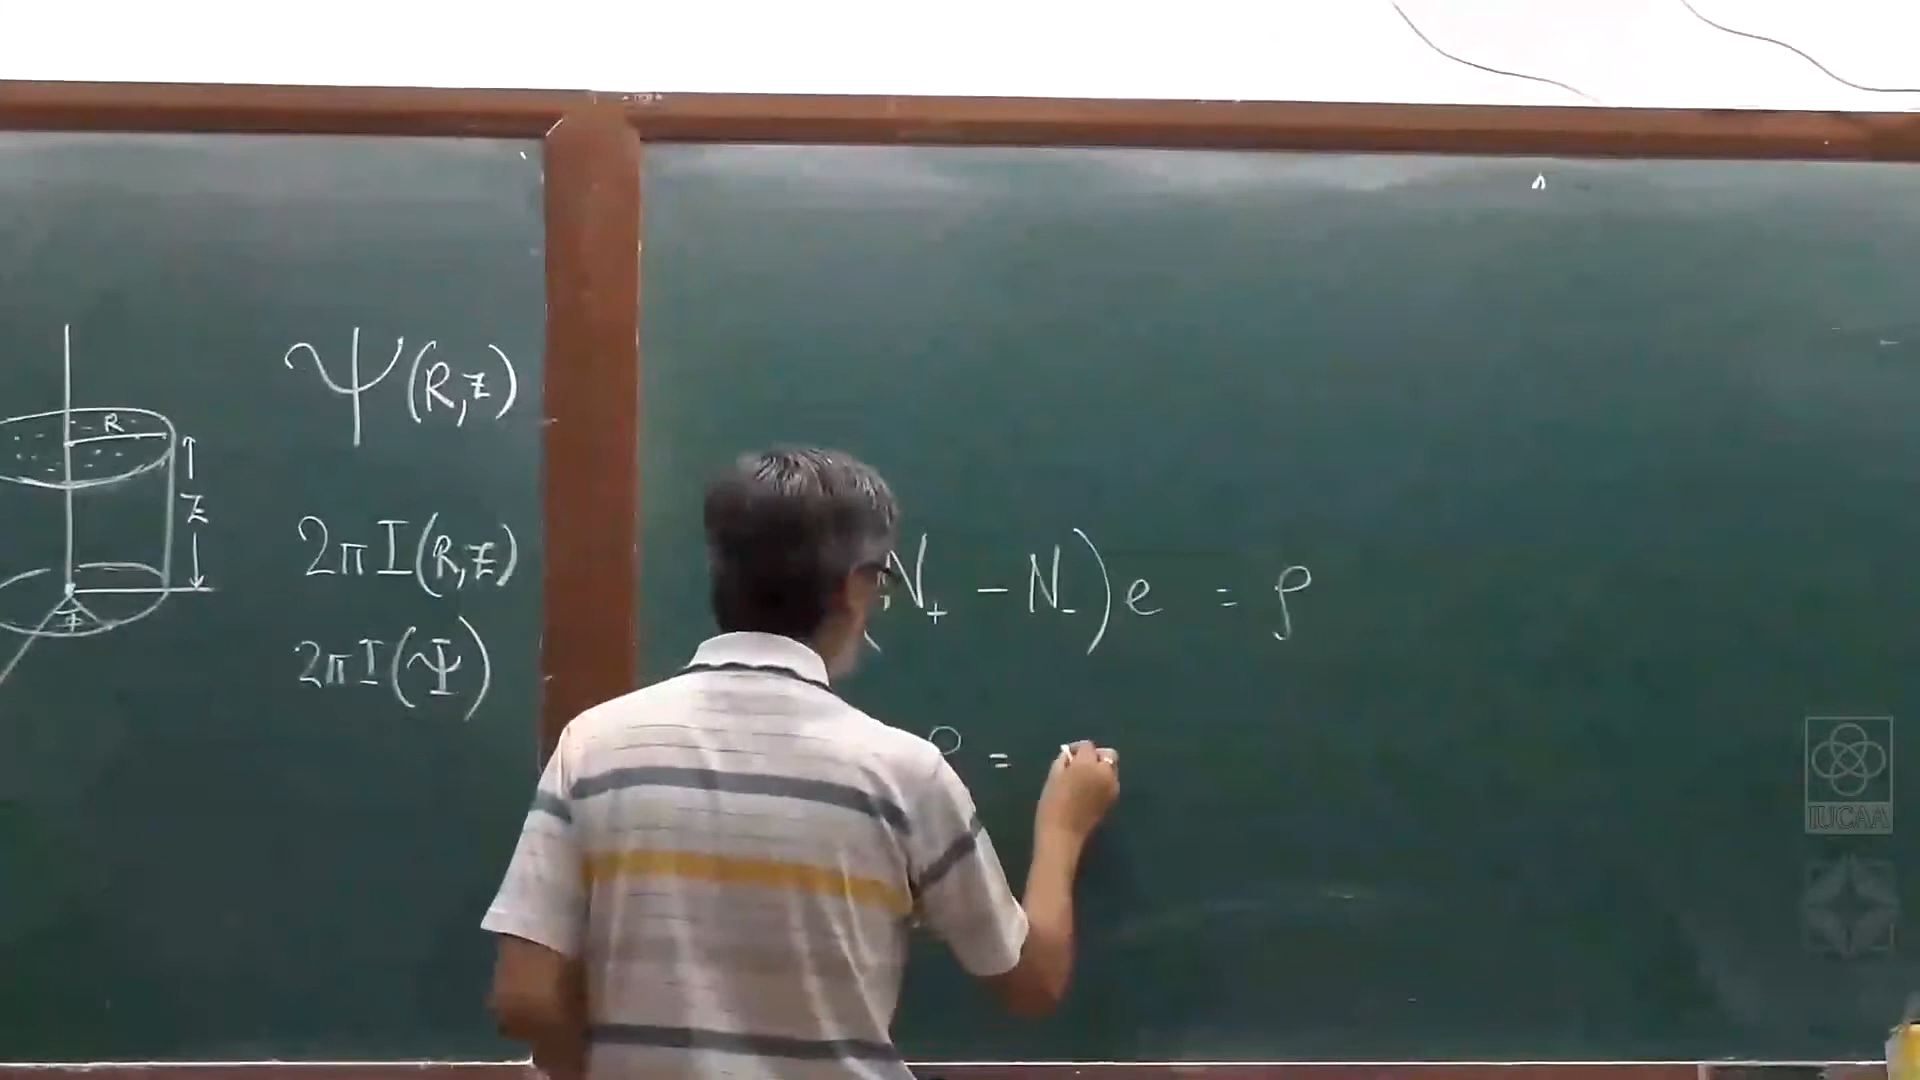 R
z
Φ
Ψ(R,z)
2πI(R,z)
2πI(Ψ)
(N₊ - N₋)e = ρ
ρ =
IUCAA